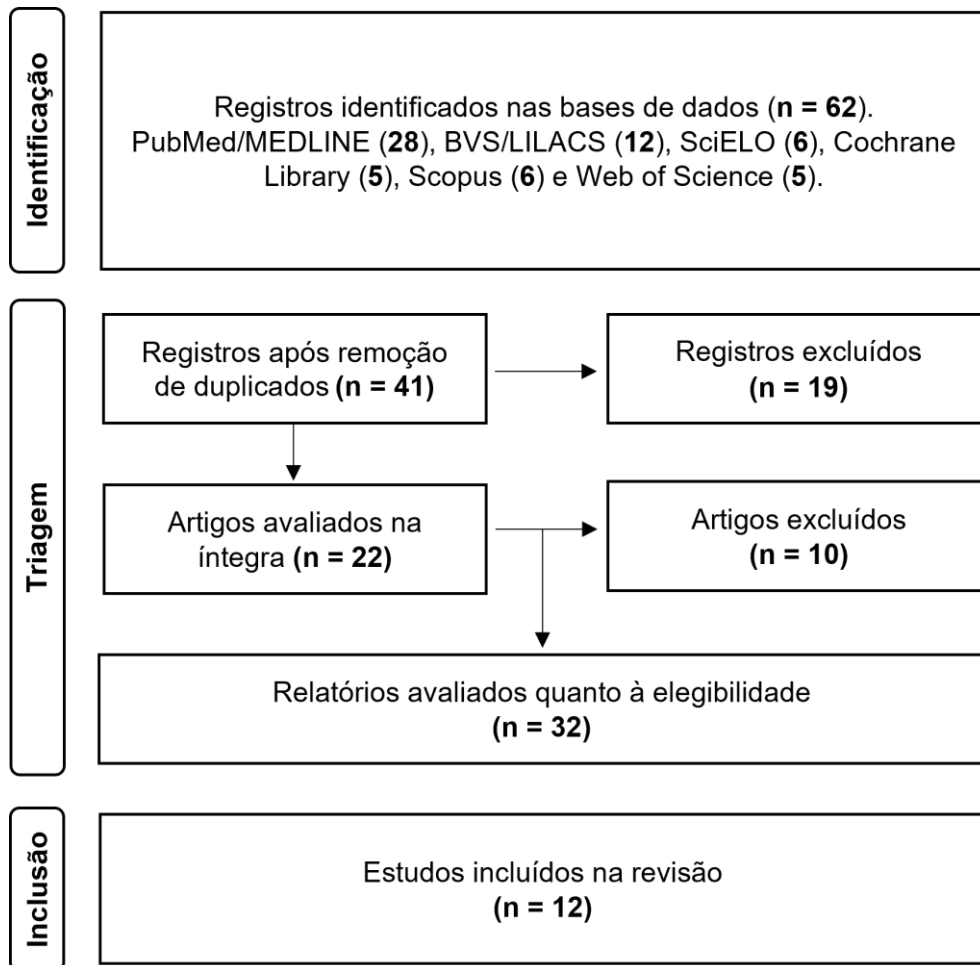 Identificação
Registros identificados nas bases de dados (n = 62).
PubMed/MEDLINE (28), BVS/LILACS (12), SciELO (6), Cochrane
Library (5), Scopus (6) e Web of Science (5).
Triagem
Registros após remoção
de duplicados (n = 41)
Registros excluídos
(n = 19)
Artigos avaliados na
íntegra (n = 22)
Artigos excluídos
(n = 10)
Relatórios avaliados quanto à elegibilidade
(n = 32)
Inclusão
Estudos incluídos na revisão
(n = 12)